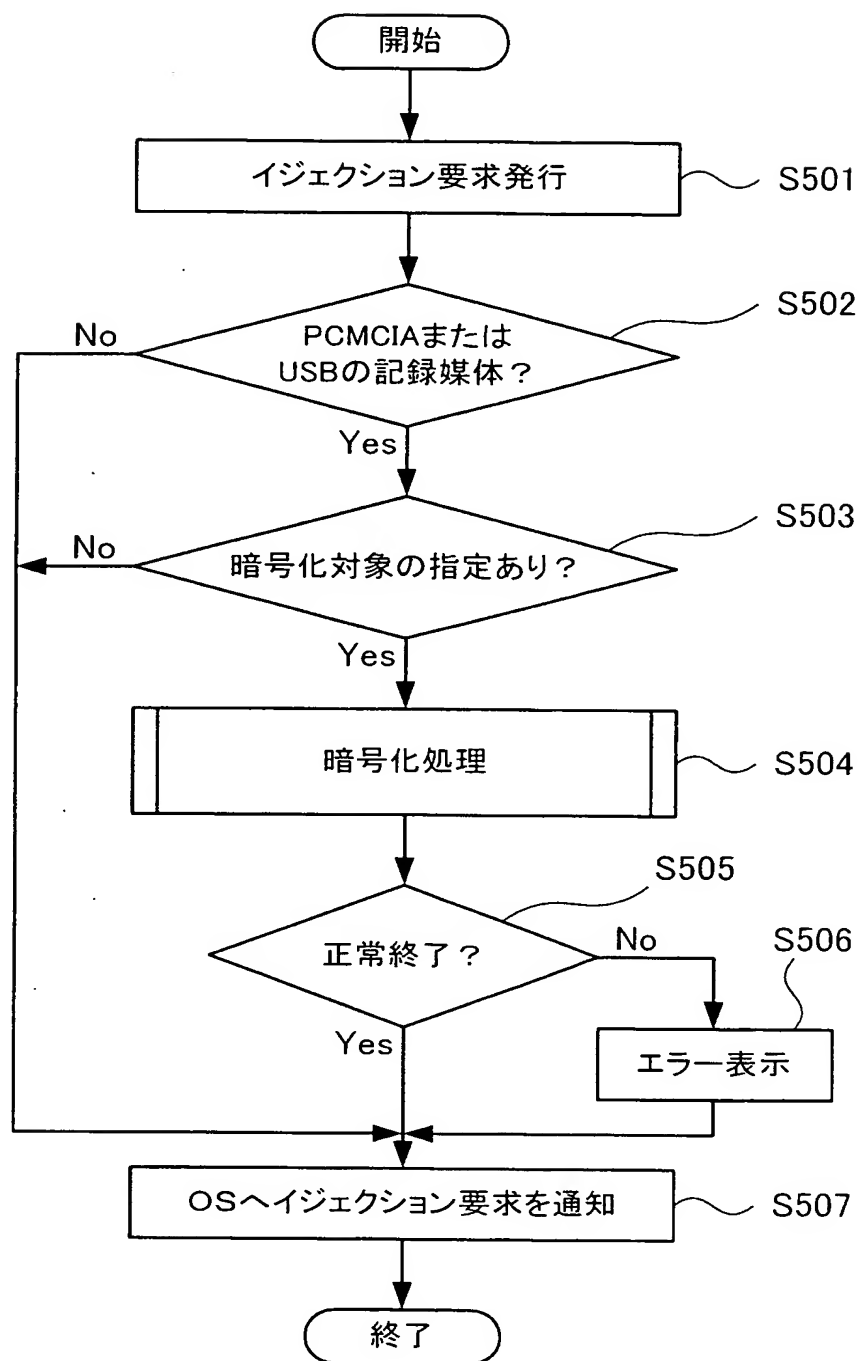 開始
イジェクション要求発行
S501
PCMCIAまたは
USBの記録媒体？
S502
No
Yes
暗号化対象の指定あり？
S503
No
Yes
暗号化処理
S504
正常終了？
S505
No
Yes
エラー表示
S506
OSへイジェクション要求を通知
S507
終了